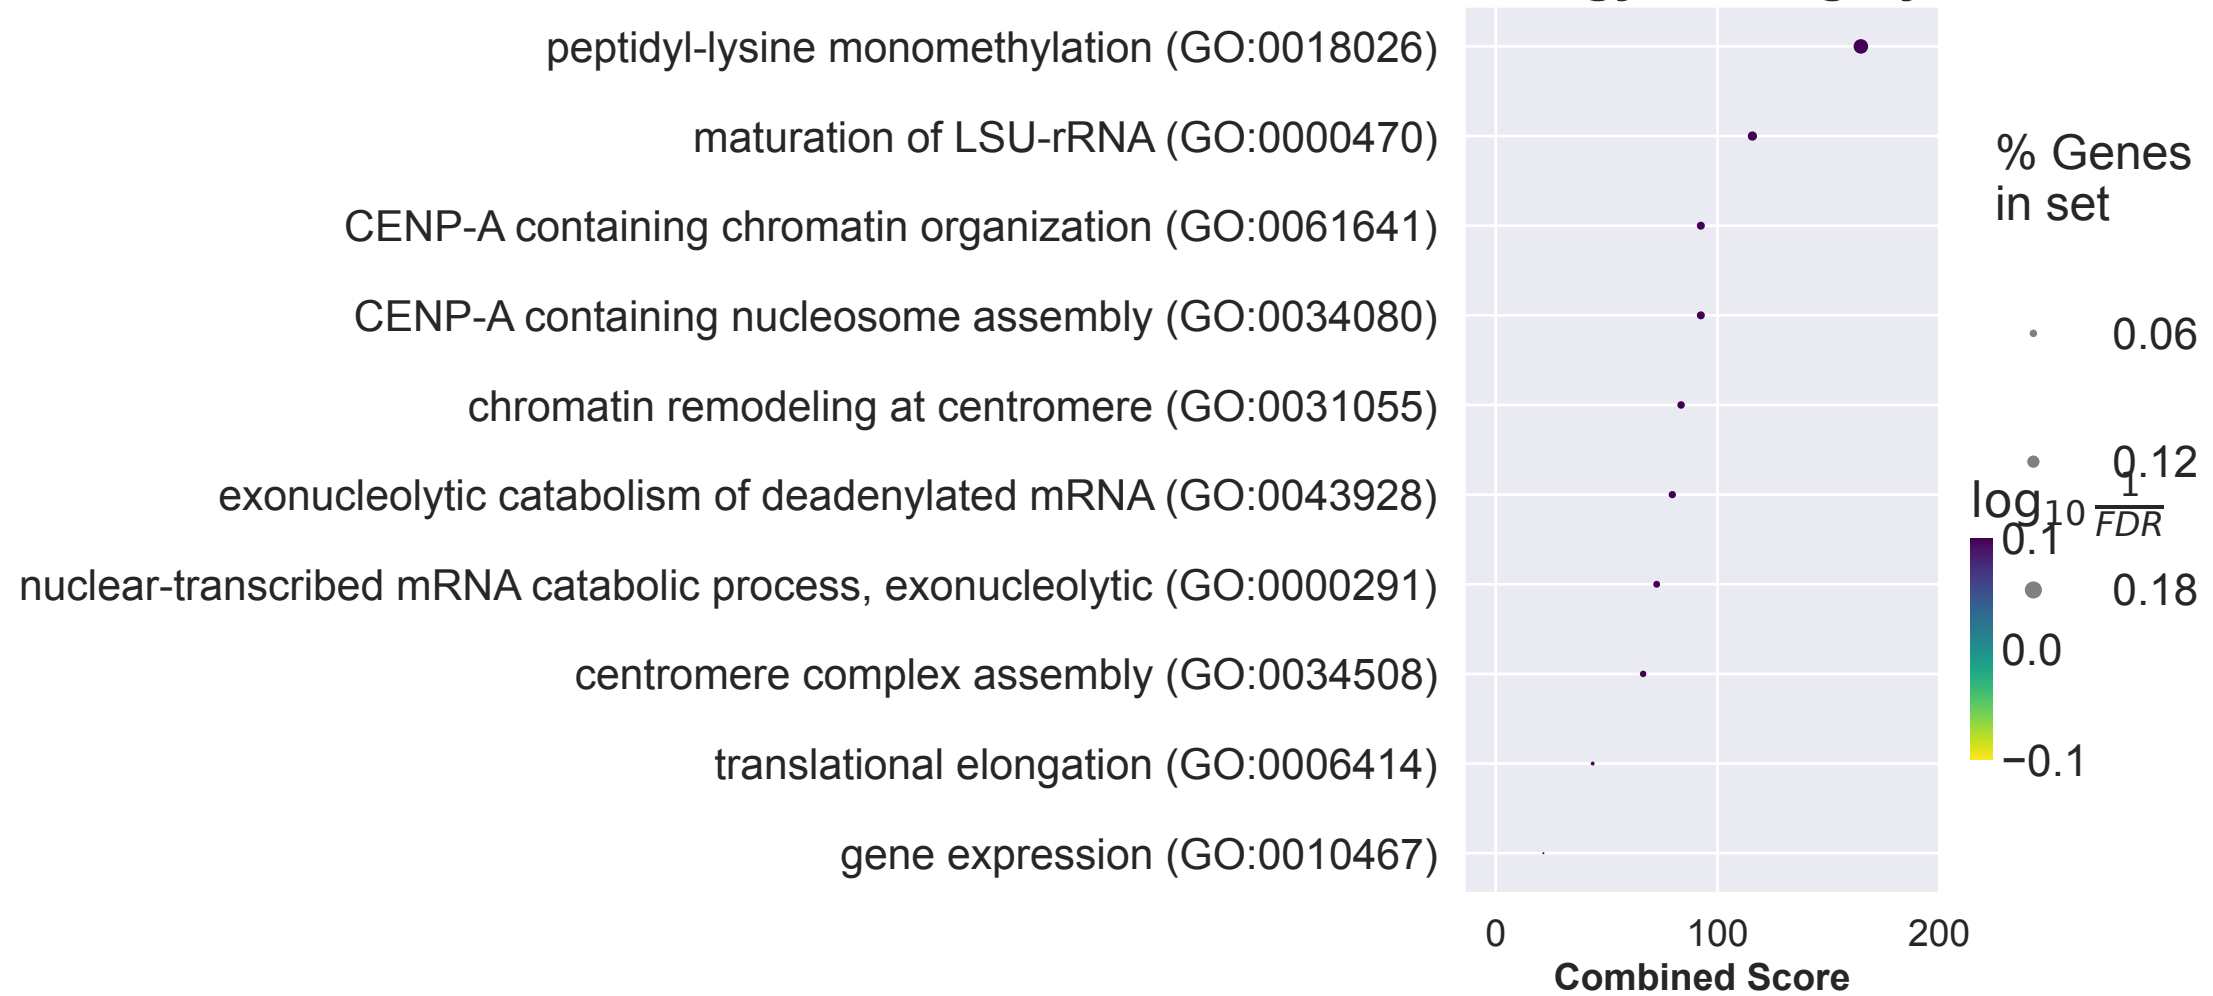 peptidyl-lysine monomethylation (GO:0018026)
maturation of LSU-rRNA (GO:0000470)
CENP-A containing chromatin organization (GO:0061641)
CENP-A containing nucleosome assembly (GO:0034080)
chromatin remodeling at centromere (GO:0031055)
exonucleolytic catabolism of deadenylated mRNA (GO:0043928)
nuclear-transcribed mRNA catabolic process, exonucleolytic (GO:0000291)
centromere complex assembly (GO:0034508)
translational elongation (GO:0006414)
gene expression (GO:0010467)
0 100 200
Combined Score
% Genes
in set
0.06
0.12
0.18
log10 1/FDR
0.1
0.0
−0.1